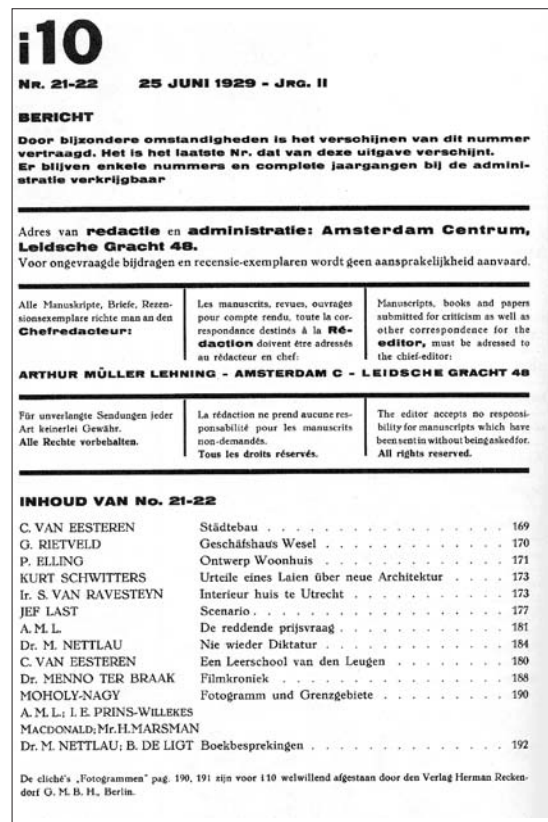 i10
NR. 21-22 25 JUNI 1929 - JRG. II
BERICHT
Door bijzondere omstandigheden is het verschijnen van dit nummer
vertraagd. Het is het laatste Nr. dat van deze uitgave verschijnt.
Er blijven enkele nummers en complete jaargangen bij de admini-
stratie verkrijgbaar
Adres van redactie en administratie: Amsterdam Centrum,
Leidsche Gracht 48.
Voor ongevraagde bijdragen en recensie-exemplaren wordt geen aansprakelijkheid aanvaard.
Alle Manuskripte, Briefe, Rezen-
sionsexemplare richte man an den
Chefredacteur:
Les manuscrits, revues, ouvrages
pour compte rendu, toute la cor-
respondance destinés à la Ré-
daction doivent être adressés
au rédacteur en chef:
Manuscripts, books and papers
submitted for criticism as well as
other correspondence for the
editor, must be adressed to
the chief-editor:
ARTHUR MÜLLER LEHNING - AMSTERDAM C - LEIDSCHE GRACHT 48
Für unverlangte Sendungen jeder
Art keinerlei Gewähr.
Alle Rechte vorbehalten.
La rédaction ne prend aucune res-
ponsabilité pour les manuscrits
non-demandés.
Tous les droits réservés.
The editor accepts no responsi-
bility for manuscripts which have
been sent in without being asked for.
All rights reserved.
INHOUD VAN No. 21-22
C. VAN EESTEREN Städtebau . . . . . . . . . . . . . . . . . 169
G. RIETVELD Geschäfshaus Wesel . . . . . . . . . . . . . 170
P. ELLING Ontwerp Woonhuis . . . . . . . . . . . . . 171
KURT SCHWITTERS Urteile eines Laien über neue Architektur . . . . 173
Ir. S. VAN RAVESTEYN Interieur huis te Utrecht . . . . . . . . . . . 173
JEF LAST Scenario . . . . . . . . . . . . . . . . . 177
A. M. L. De reddende prijsvraag . . . . . . . . . . . . 181
Dr. M. NETTLAU Nie wieder Diktatur . . . . . . . . . . . . 184
C. VAN EESTEREN Een Leerschool van den Leugen . . . . . . . . 180
Dr. MENNO TER BRAAK Filmkroniek . . . . . . . . . . . . . . . . 188
MOHOLY-NAGY Fotogramm und Grenzgebiete . . . . . . . . . 190
A. M. L.; I. E. PRINS-WILLEKES
MACDONALD; Mr. H. MARSMAN
Dr. M. NETTLAU; B. DE LIGT Boekbesprekingen . . . . . . . . . . . . . 192
De cliché's „Fotogrammen" pag. 190, 191 zijn voor i 10 welwillend afgestaan door den Verlag Herman Recken-
dorf G. M. B. H., Berlin.